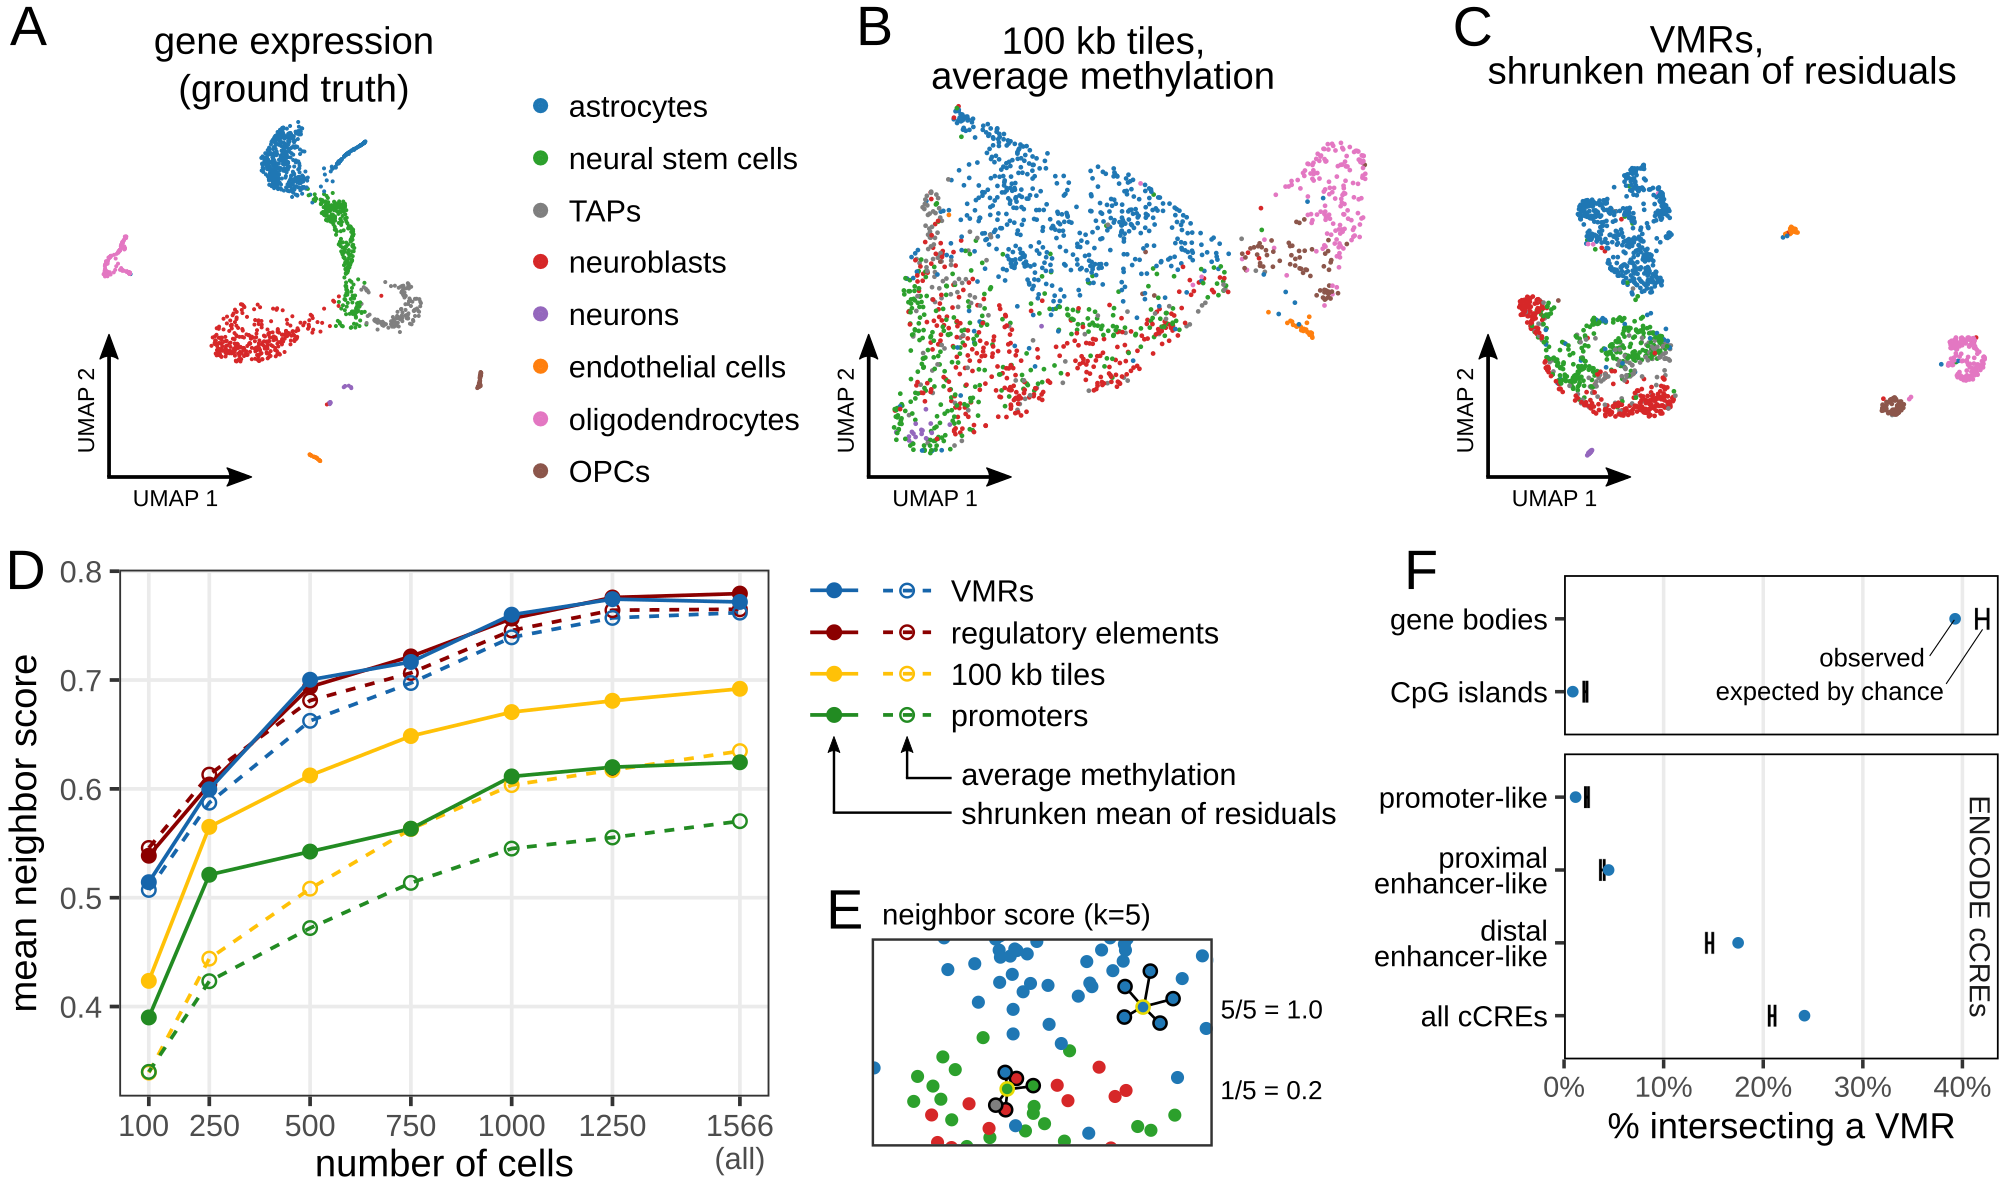 A
gene expression
(ground truth)
astrocytes
neural stem cells
TAPs
neuroblasts
neurons
endothelial cells
oligodendrocytes
OPCs
UMAP 2
UMAP 1
B
100 kb tiles,
average methylation
UMAP 2
UMAP 1
C
VMRs,
shrunken mean of residuals
UMAP 2
UMAP 1
D
mean neighbor score
0.8
0.7
0.6
0.5
0.4
100 250 500 750 1000 1250 1566
(all)
number of cells
VMRs
regulatory elements
100 kb tiles
promoters
average methylation
shrunken mean of residuals
E
neighbor score (k=5)
5/5 = 1.0
1/5 = 0.2
F
gene bodies
CpG islands
observed
expected by chance
promoter-like
proximal
enhancer-like
distal
enhancer-like
all cCREs
ENCODE cCREs
0% 10% 20% 30% 40%
% intersecting a VMR